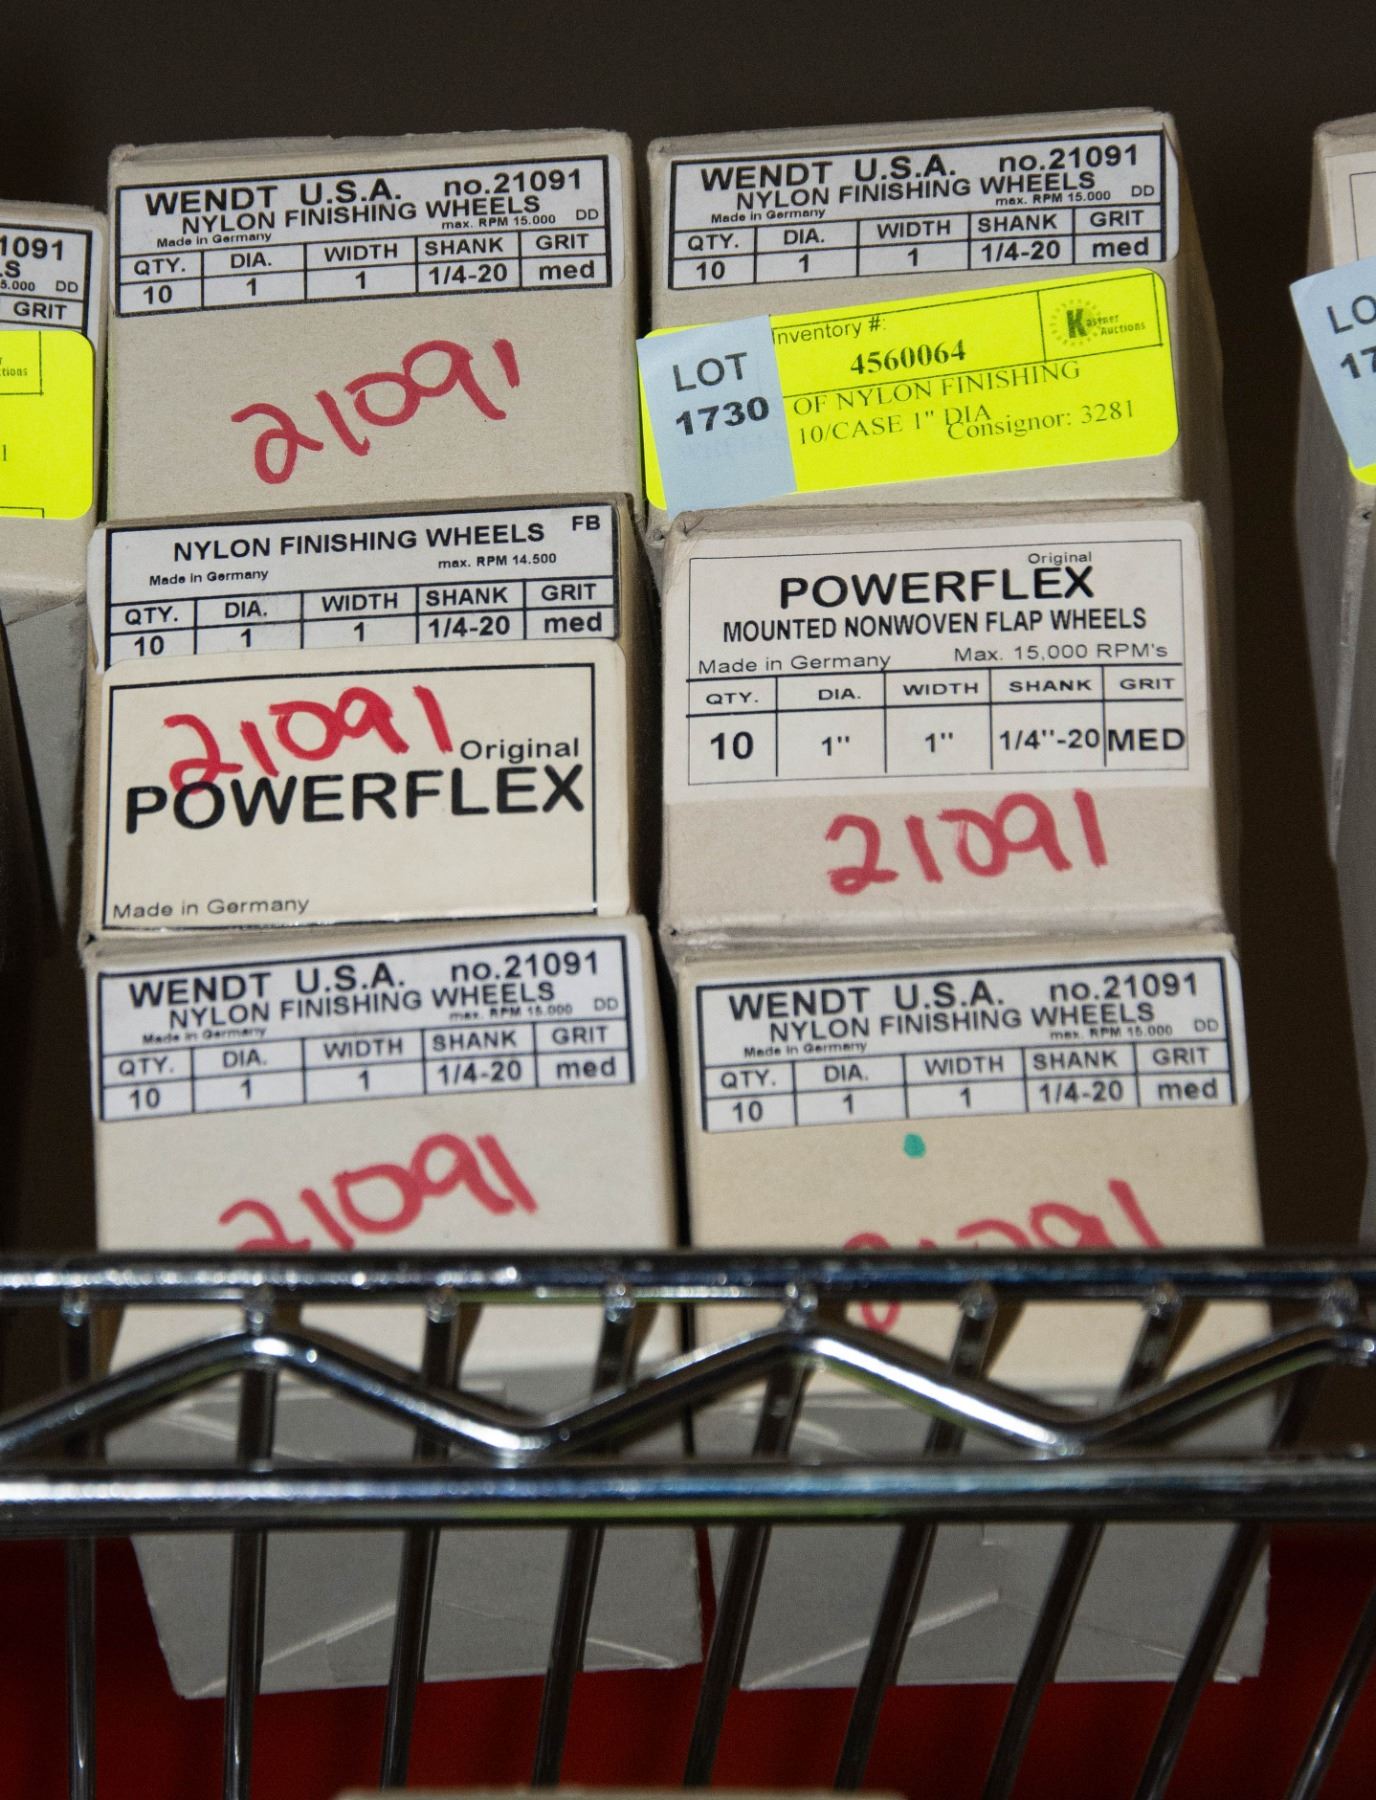 1091
S
5.000 DD
GRIT
WENDT U.S.A. no.21091
NYLON FINISHING WHEELS
Made in Germany max. RPM 15.000 DD
QTY. DIA. WIDTH SHANK GRIT
10 1 1 1/4-20 med
21091
WENDT U.S.A. no.21091
NYLON FINISHING WHEELS
Made in Germany max. RPM 15.000 DD
QTY. DIA. WIDTH SHANK GRIT
10 1 1 1/4-20 med
LOT
1730
Inventory #:
4560064
Kastner
Auctions
OF NYLON FINISHING
10/CASE 1" DIA
Consignor: 3281
LO
17
NYLON FINISHING WHEELS FB
Made in Germany max. RPM 14.500
QTY. DIA. WIDTH SHANK GRIT
10 1 1 1/4-20 med
21091
Original
POWERFLEX
Made in Germany
Original
POWERFLEX
MOUNTED NONWOVEN FLAP WHEELS
Made in Germany Max. 15,000 RPM's
QTY. DIA. WIDTH SHANK GRIT
10 1" 1" 1/4"-20 MED
21091
WENDT U.S.A. no.21091
NYLON FINISHING WHEELS
Made in Germany max. RPM 15.000 DD
QTY. DIA. WIDTH SHANK GRIT
10 1 1 1/4-20 med
21091
WENDT U.S.A. no.21091
NYLON FINISHING WHEELS
Made in Germany max. RPM 15.000 DD
QTY. DIA. WIDTH SHANK GRIT
10 1 1 1/4-20 med
21091